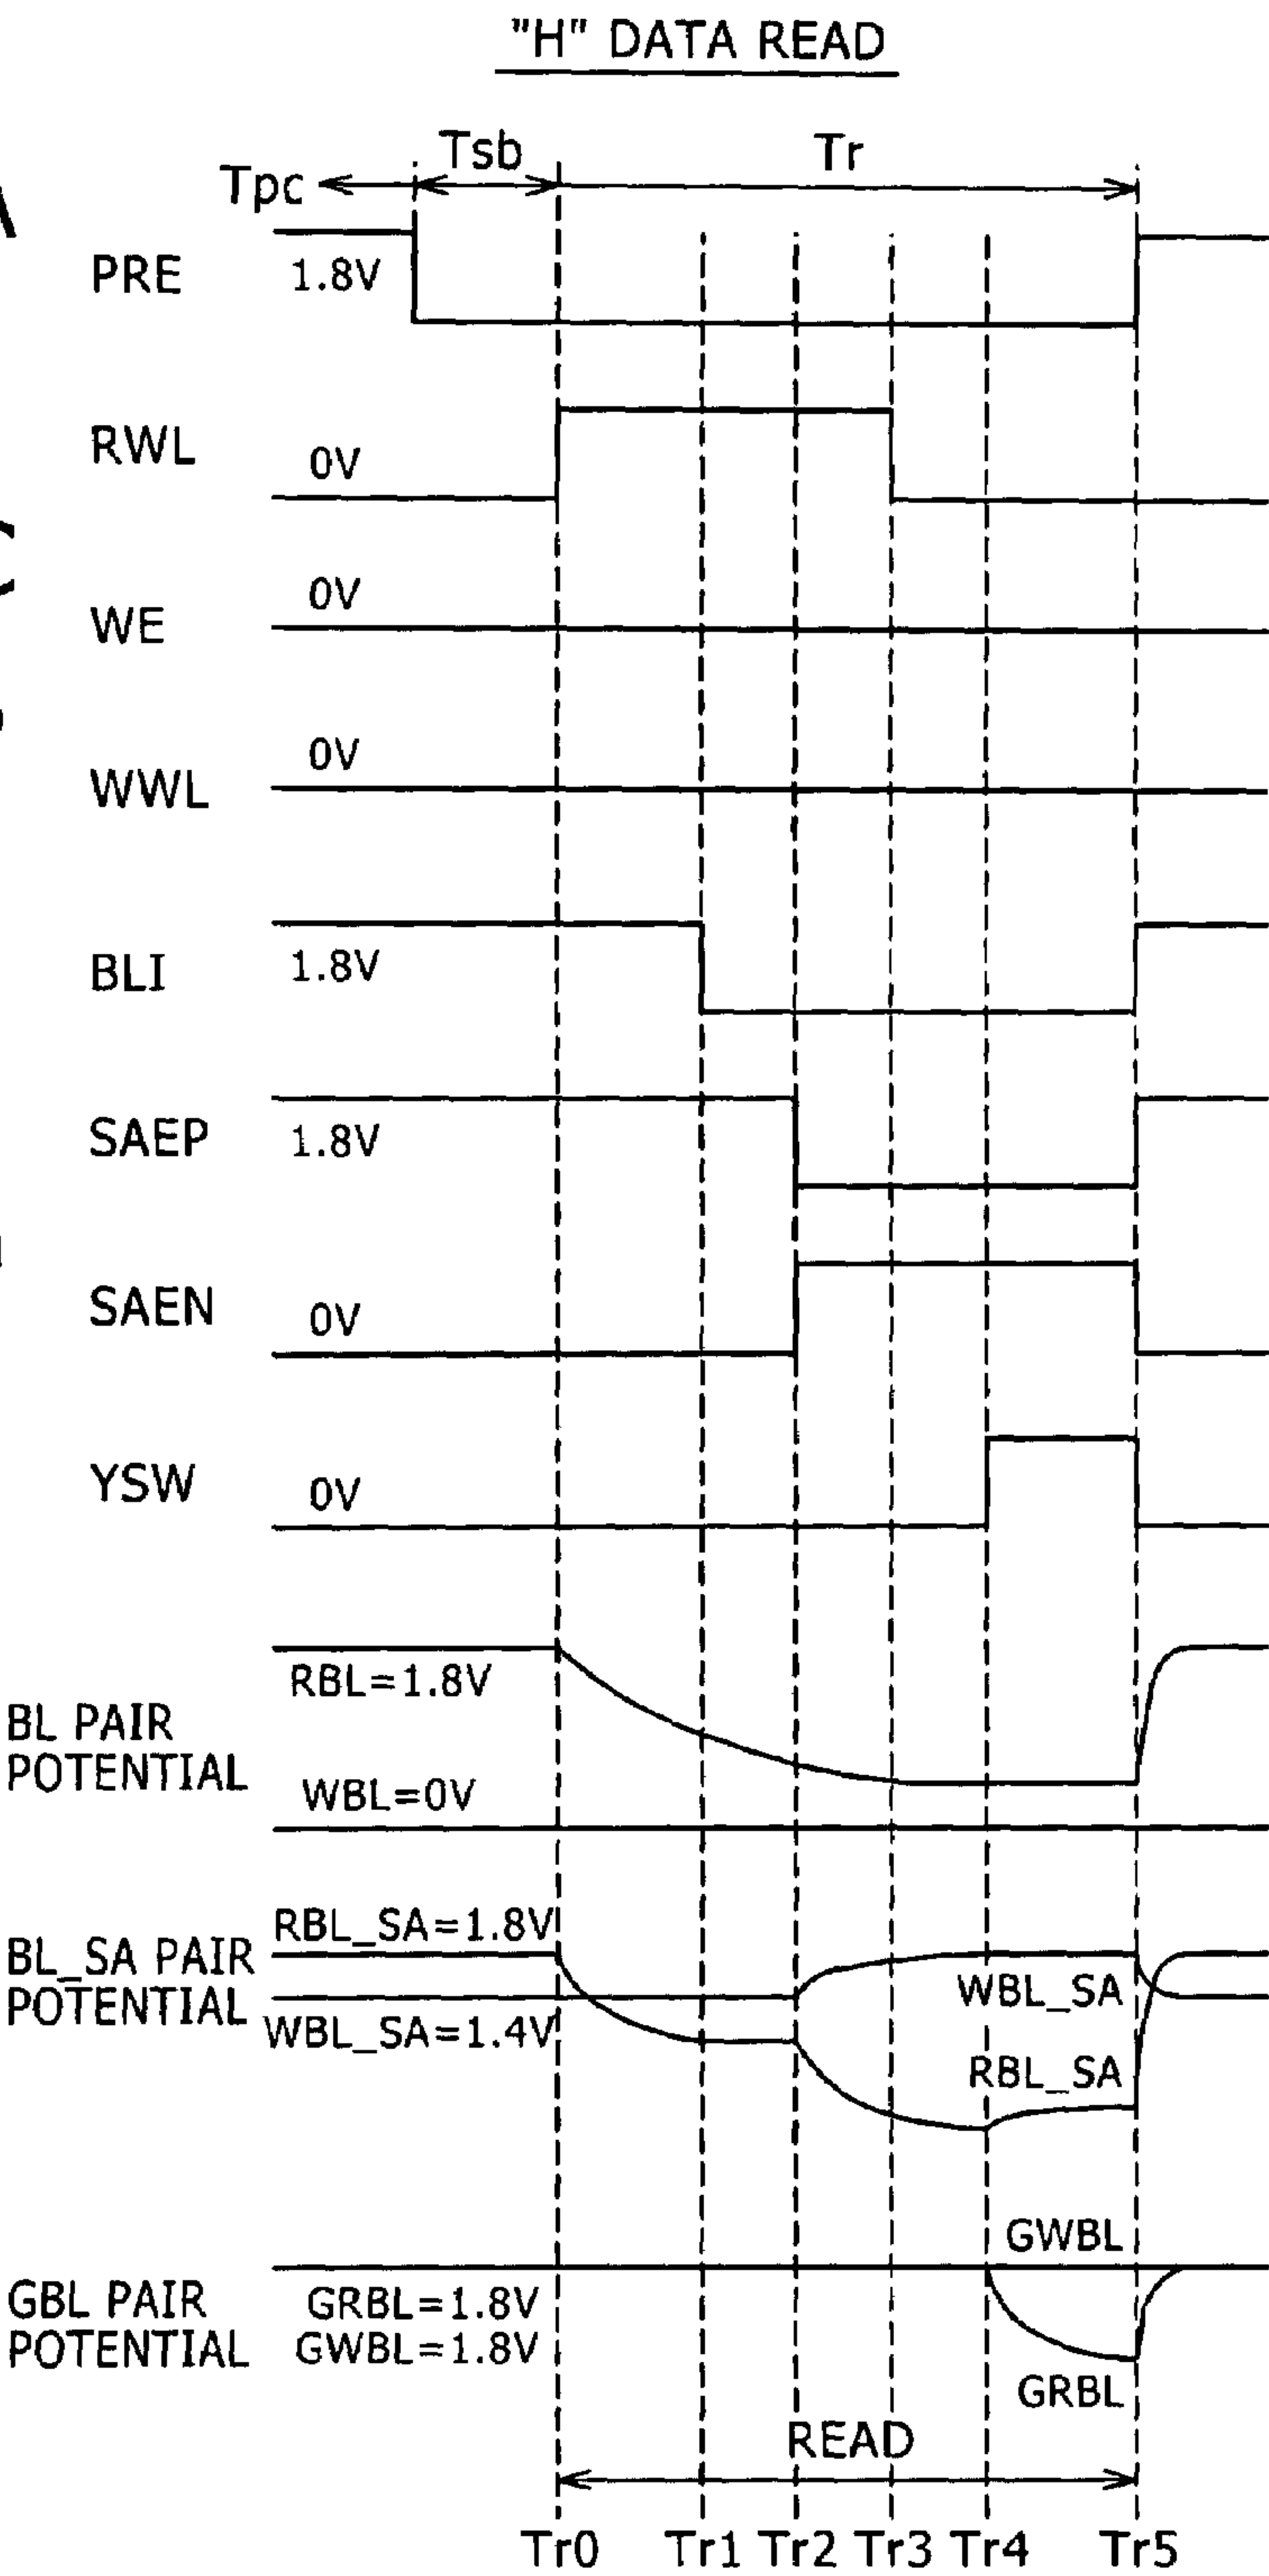 "H" DATA READ
Tpc Tsb Tr
PRE 1.8V
RWL 0V
WE 0V
WWL 0V
BLI 1.8V
SAEP 1.8V
SAEN 0V
YSW 0V
BL PAIR
POTENTIAL
RBL=1.8V
WBL=0V
BL_SA PAIR
POTENTIAL
RBL_SA=1.8V
WBL_SA=1.4V
WBL_SA
RBL_SA
GBL PAIR
POTENTIAL
GRBL=1.8V
GWBL=1.8V
GWBL
GRBL
READ
Tr0 Tr1 Tr2 Tr3 Tr4 Tr5